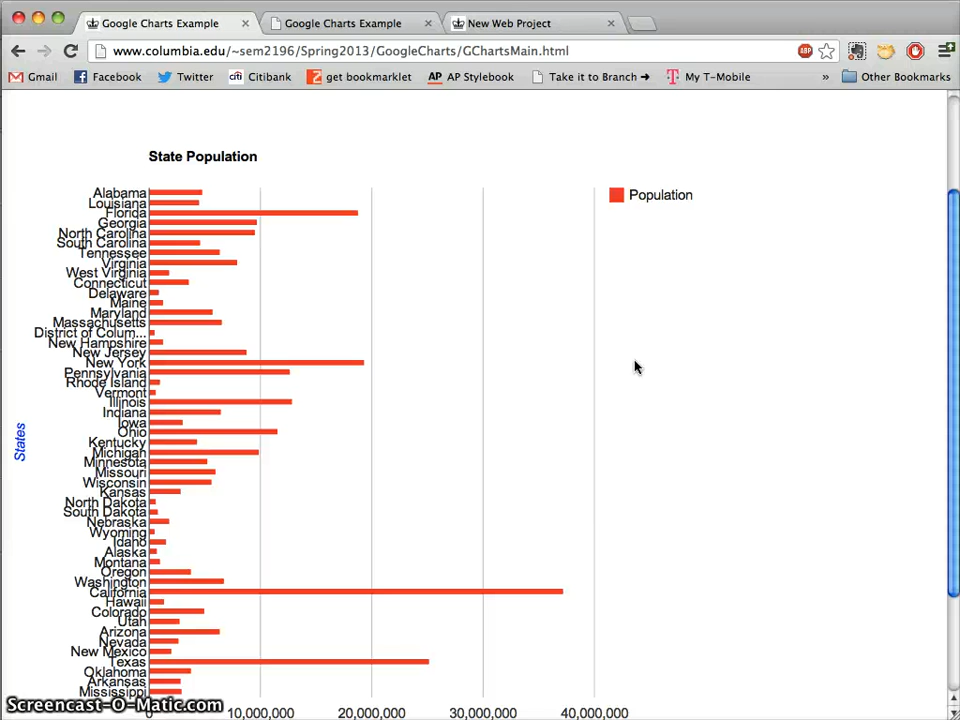 Google Charts Example
Google Charts Example
New Web Project
www.columbia.edu/~sem2196/Spring2013/GoogleCharts/GChartsMain.html
ABP
Gmail
Facebook
Twitter
citi Citibank
get bookmarklet
AP AP Stylebook
Take it to Branch →
T My T-Mobile
»
Other Bookmarks
State Population
Population
States
Alabama
Louisiana
Florida
Georgia
North Carolina
South Carolina
Tennessee
Virginia
West Virginia
Connecticut
Delaware
Maine
Maryland
Massachusetts
District of Colum...
New Hampshire
New Jersey
New York
Pennsylvania
Rhode Island
Vermont
Illinois
Indiana
Iowa
Ohio
Kentucky
Michigan
Minnesota
Missouri
Wisconsin
Kansas
North Dakota
South Dakota
Nebraska
Wyoming
Idaho
Alaska
Montana
Oregon
Washington
California
Hawaii
Colorado
Utah
Arizona
Nevada
New Mexico
Texas
Oklahoma
Arkansas
Mississippi
0 10,000,000 20,000,000 30,000,000 40,000,000
Screencast-O-Matic.com